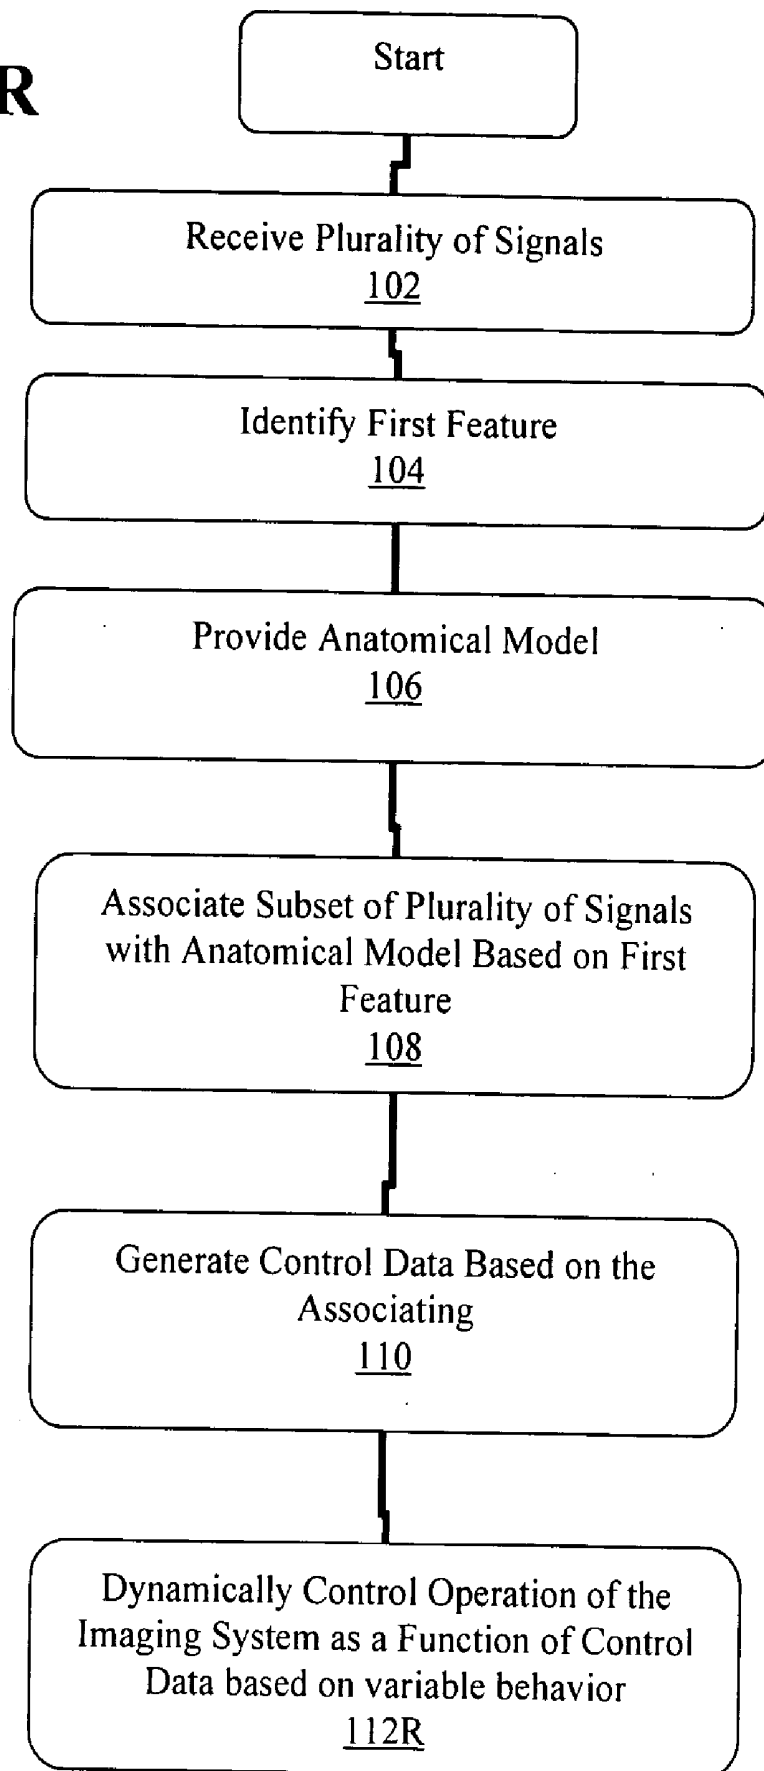 R
Start
Receive Plurality of Signals
102
Identify First Feature
104
Provide Anatomical Model
106
Associate Subset of Plurality of Signals
with Anatomical Model Based on First
Feature
108
Generate Control Data Based on the
Associating
110
Dynamically Control Operation of the
Imaging System as a Function of Control
Data based on variable behavior
112R